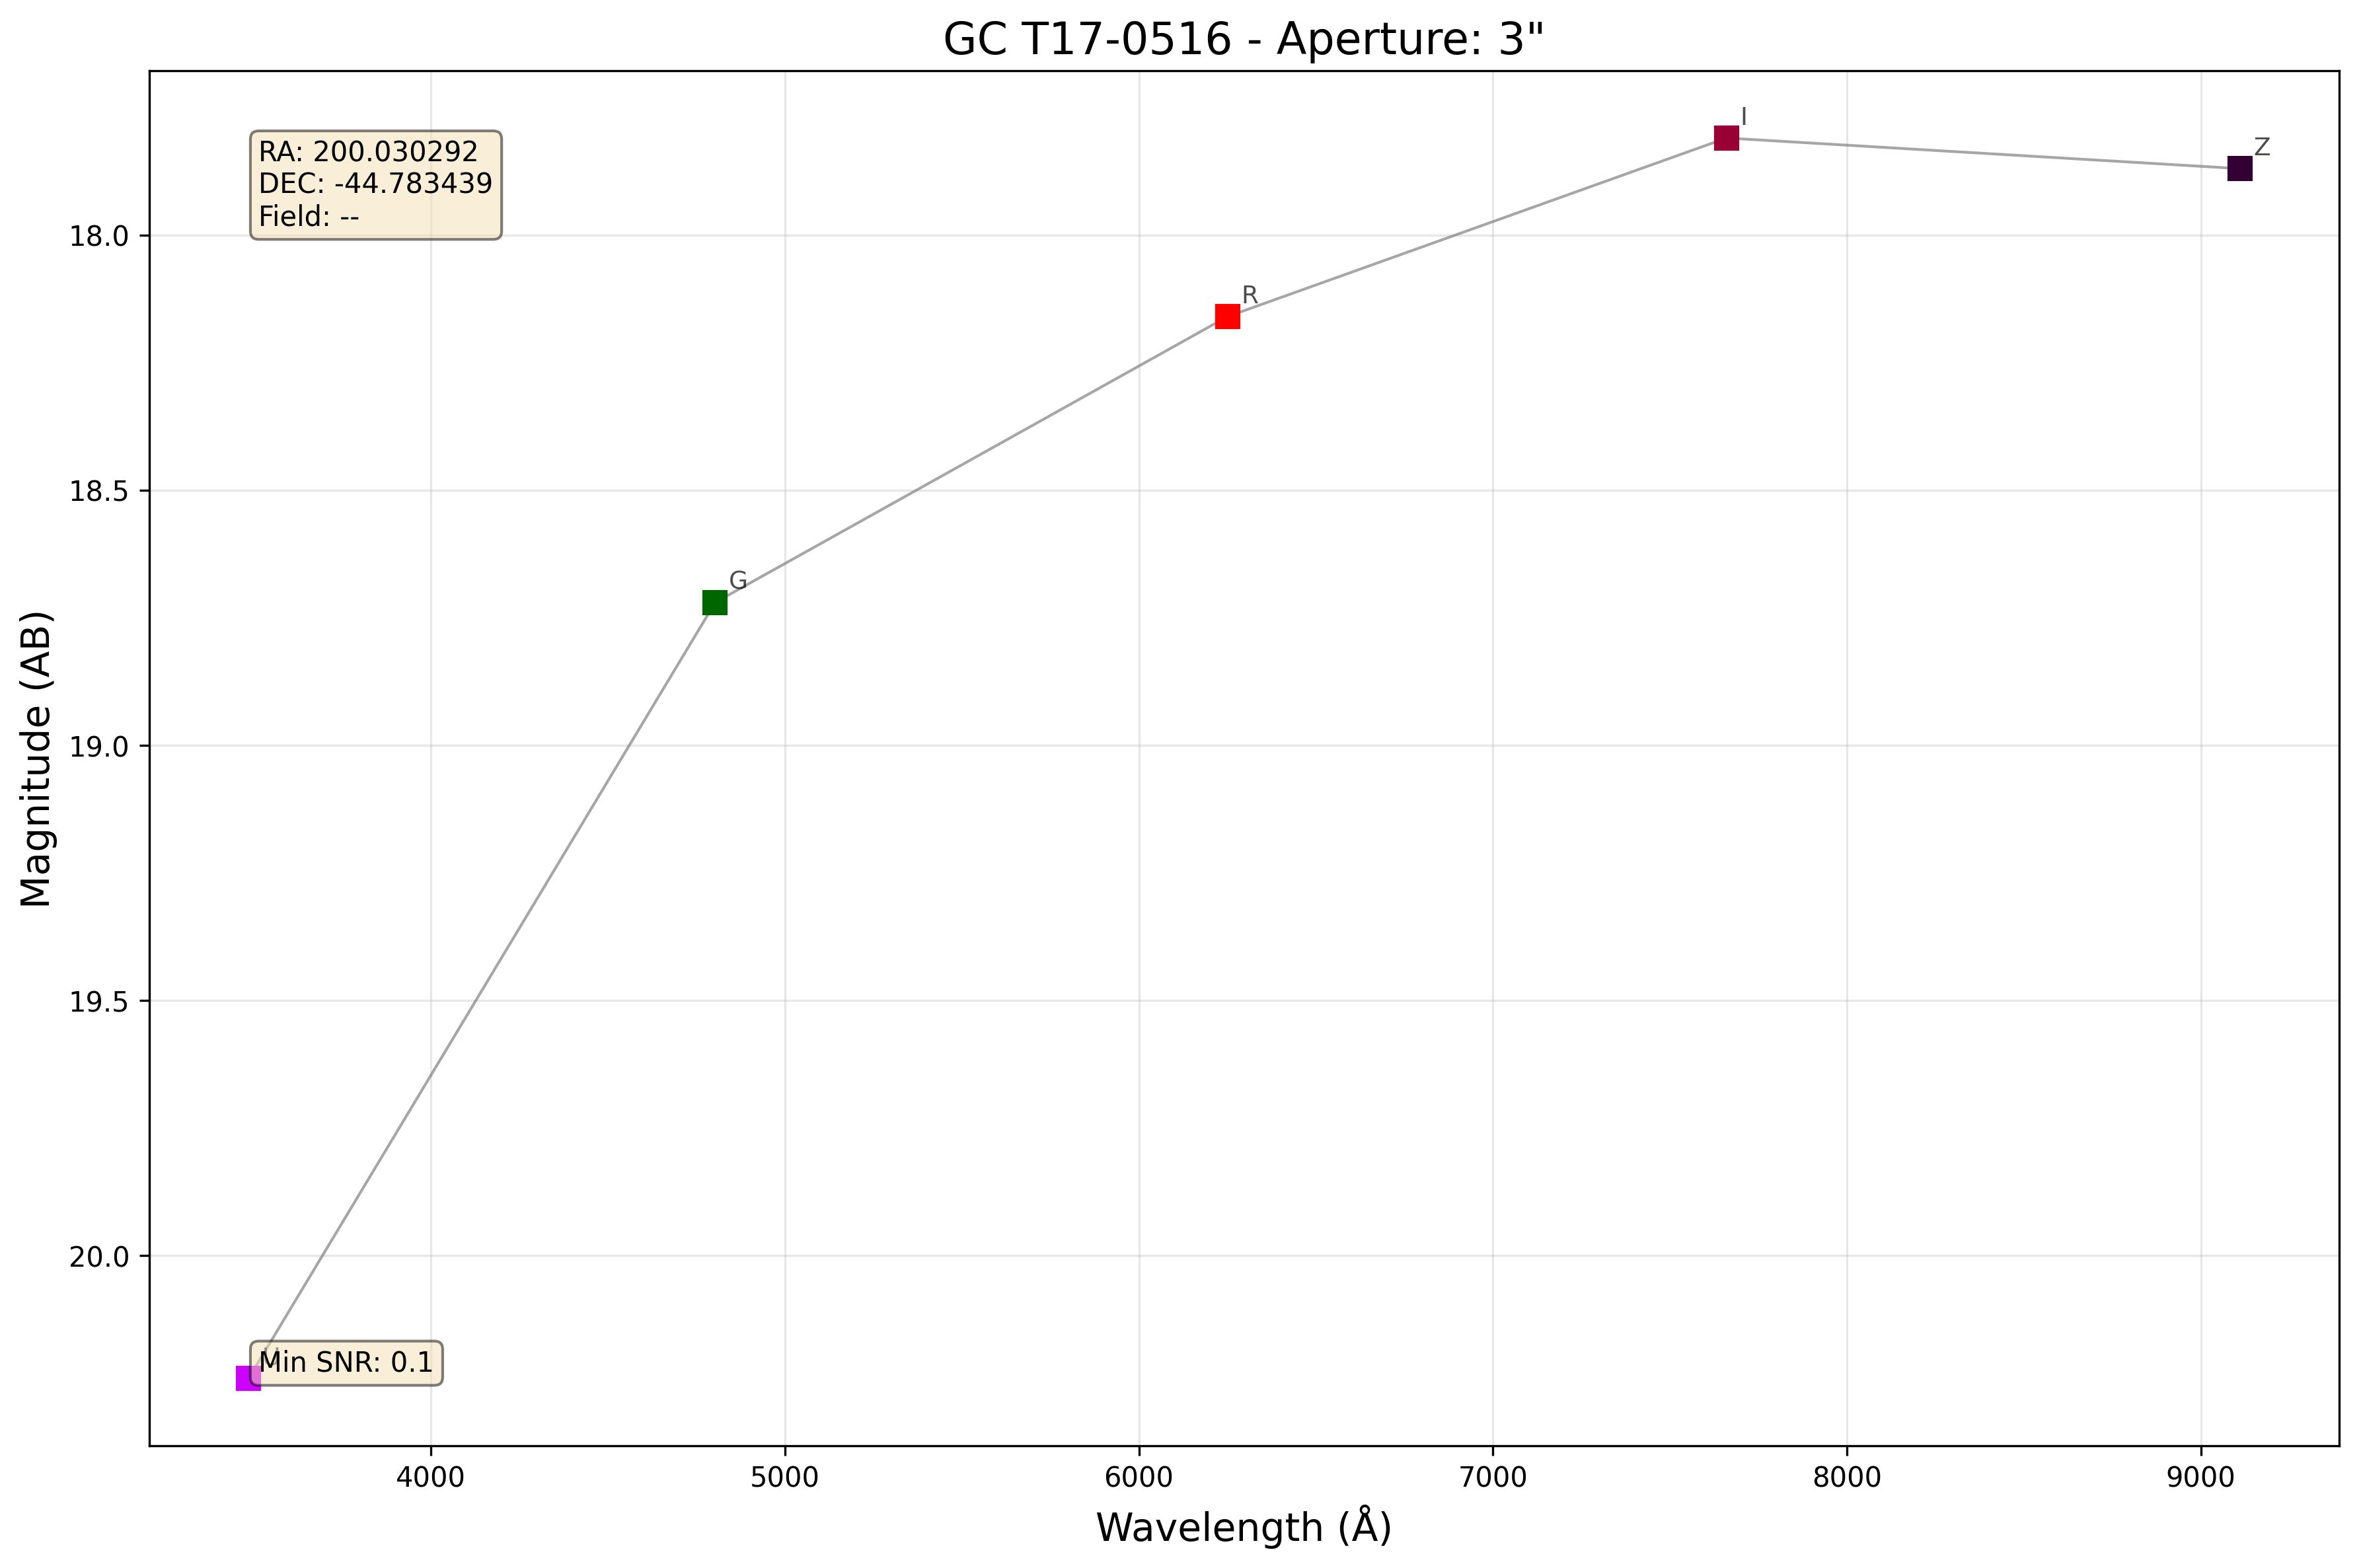 GC T17-0516 - Aperture: 3"
RA: 200.030292
DEC: -44.783439
Field: --
I
Z
R
G
Min SNR: 0.1
18.0
18.5
19.0
19.5
20.0
Magnitude (AB)
4000
5000
6000
7000
8000
9000
Wavelength (Å)